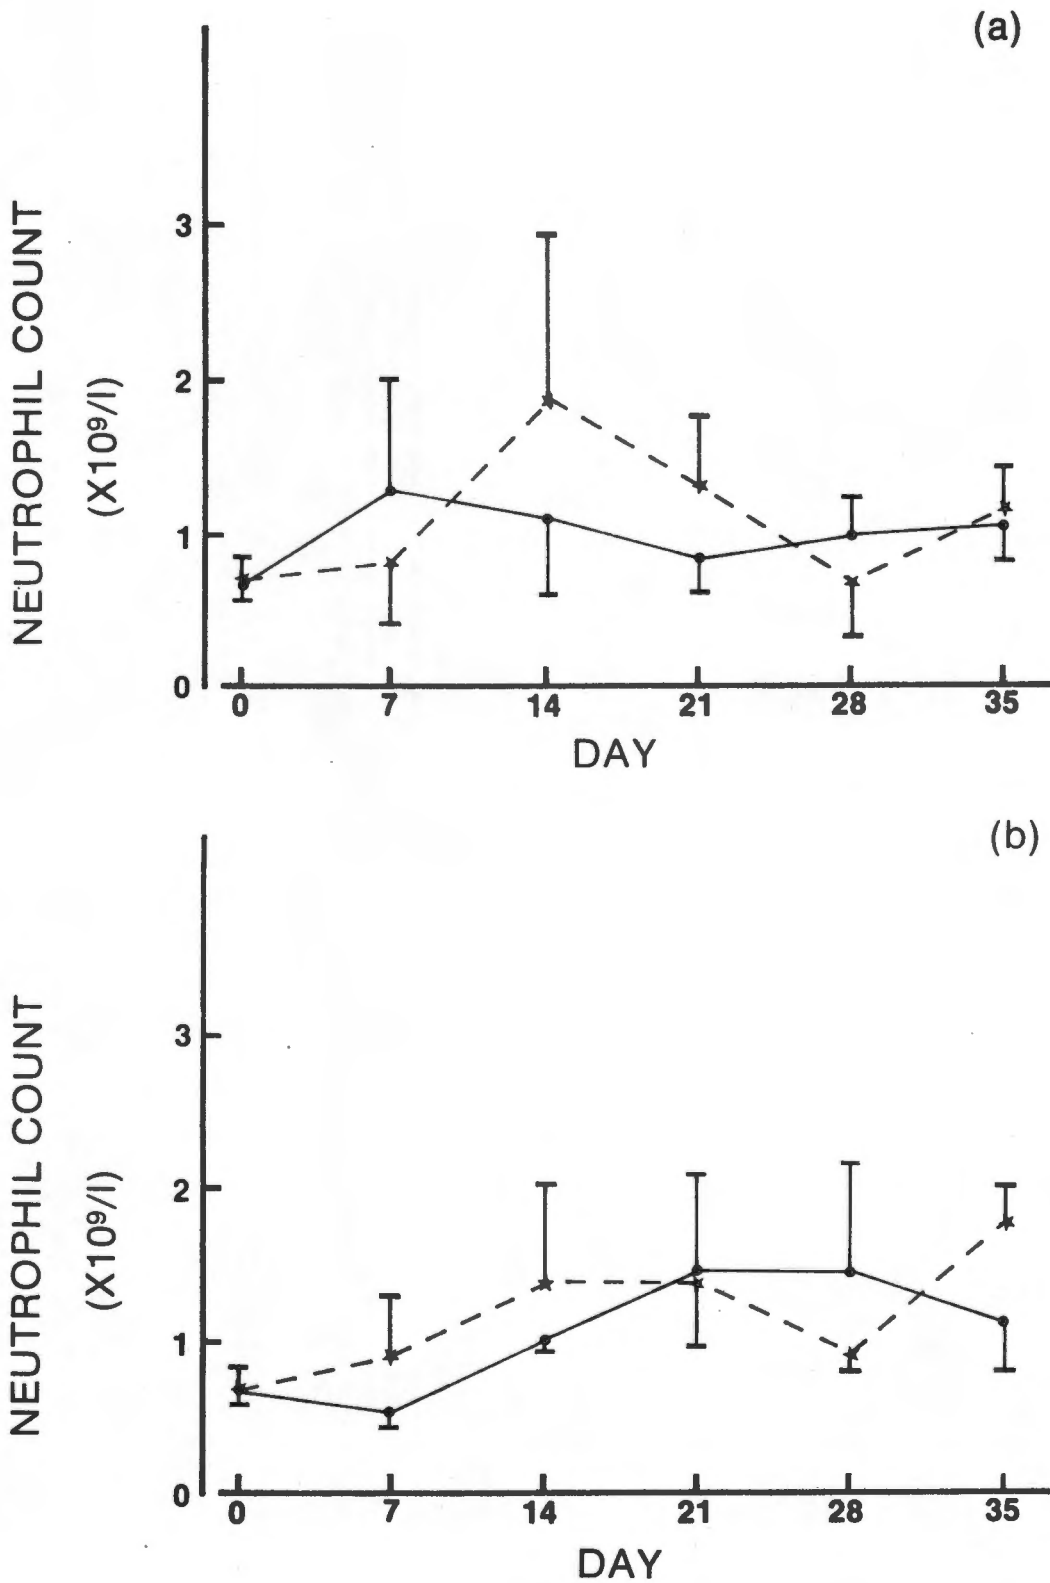 (a)
NEUTROPHIL COUNT
(X10⁹/l)
3
2
1
0
0 7 14 21 28 35
DAY
(b)
NEUTROPHIL COUNT
(X10⁹/l)
3
2
1
0
0 7 14 21 28 35
DAY